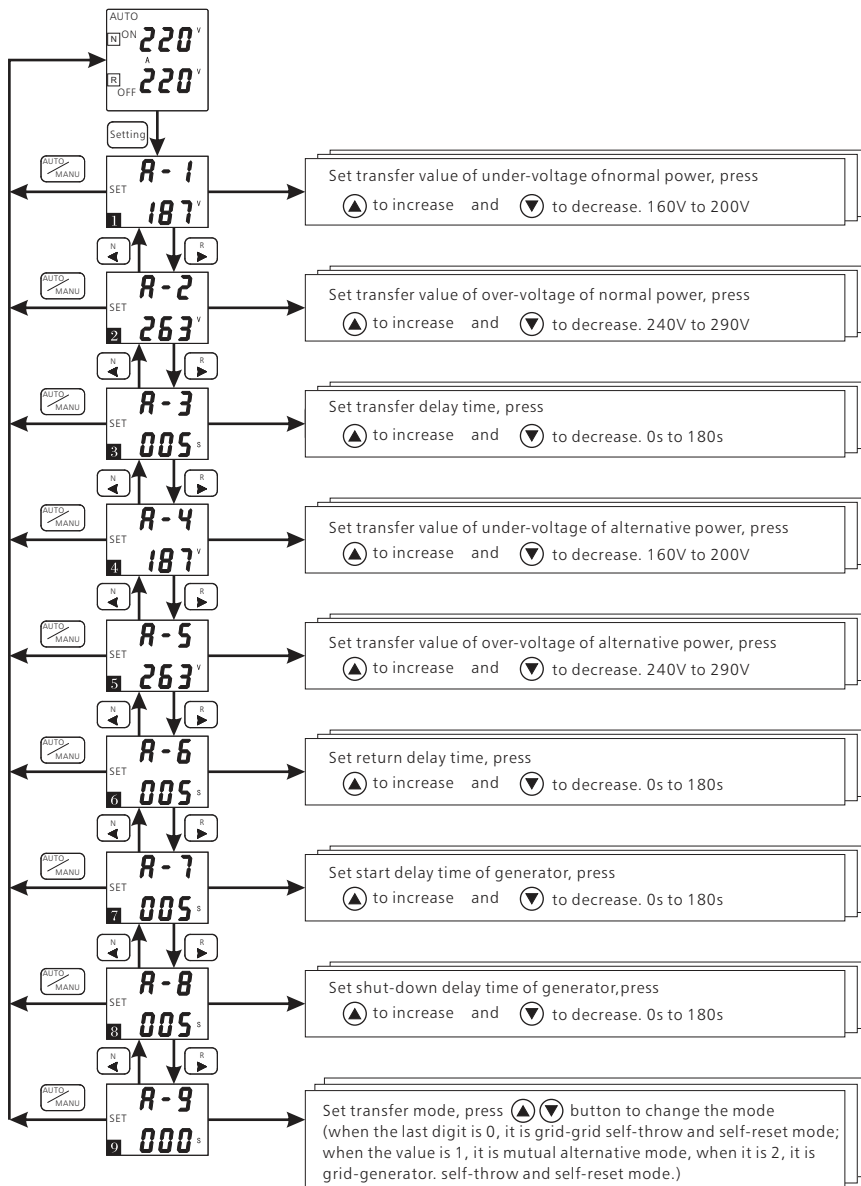 AUTO
N ON 220 V
A
R 220 V
OFF
Setting
AUTO/MANU
A-1
SET
1 187 V
Set transfer value of under-voltage ofnormal power, press
▲ to increase and ▼ to decrease. 160V to 200V
N ◀ R ▶
AUTO/MANU
A-2
SET
2 263 V
Set transfer value of over-voltage of normal power, press
▲ to increase and ▼ to decrease. 240V to 290V
N ◀ R ▶
AUTO/MANU
A-3
SET
3 005 s
Set transfer delay time, press
▲ to increase and ▼ to decrease. 0s to 180s
N ◀ R ▶
AUTO/MANU
A-4
SET
4 187 V
Set transfer value of under-voltage of alternative power, press
▲ to increase and ▼ to decrease. 160V to 200V
N ◀ R ▶
AUTO/MANU
A-5
SET
5 263 V
Set transfer value of over-voltage of alternative power, press
▲ to increase and ▼ to decrease. 240V to 290V
N ◀ R ▶
AUTO/MANU
A-6
SET
6 005 s
Set return delay time, press
▲ to increase and ▼ to decrease. 0s to 180s
N ◀ R ▶
AUTO/MANU
A-7
SET
7 005 s
Set start delay time of generator, press
▲ to increase and ▼ to decrease. 0s to 180s
N ◀ R ▶
AUTO/MANU
A-8
SET
8 005 s
Set shut-down delay time of generator,press
▲ to increase and ▼ to decrease. 0s to 180s
N ◀ R ▶
AUTO/MANU
A-9
SET
9 000 s
Set transfer mode, press ▲▼ button to change the mode
(when the last digit is 0, it is grid-grid self-throw and self-reset mode;
when the value is 1, it is mutual alternative mode, when it is 2, it is
grid-generator. self-throw and self-reset mode.)